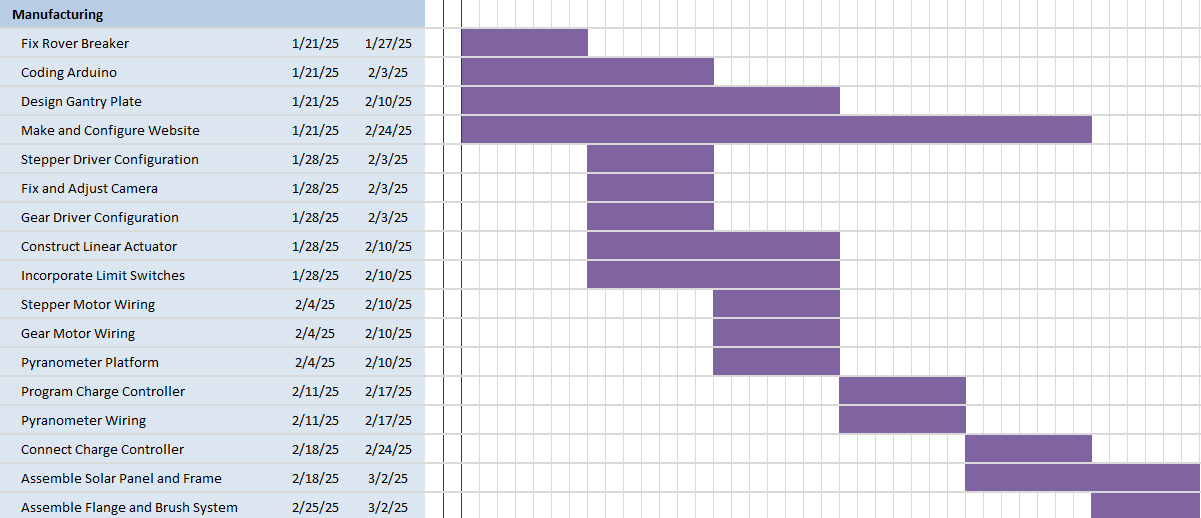 Manufacturing
Fix Rover Breaker 1/21/25 1/27/25
Coding Arduino 1/21/25 2/3/25
Design Gantry Plate 1/21/25 2/10/25
Make and Configure Website 1/21/25 2/24/25
Stepper Driver Configuration 1/28/25 2/3/25
Fix and Adjust Camera 1/28/25 2/3/25
Gear Driver Configuration 1/28/25 2/3/25
Construct Linear Actuator 1/28/25 2/10/25
Incorporate Limit Switches 1/28/25 2/10/25
Stepper Motor Wiring 2/4/25 2/10/25
Gear Motor Wiring 2/4/25 2/10/25
Pyranometer Platform 2/4/25 2/10/25
Program Charge Controller 2/11/25 2/17/25
Pyranometer Wiring 2/11/25 2/17/25
Connect Charge Controller 2/18/25 2/24/25
Assemble Solar Panel and Frame 2/18/25 3/2/25
Assemble Flange and Brush System 2/25/25 3/2/25